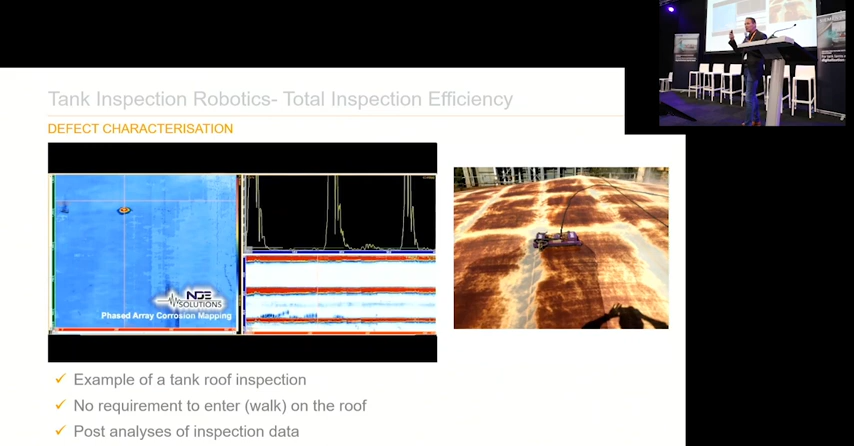 Tank Inspection Robotics- Total Inspection Efficiency
DEFECT CHARACTERISATION
NDE
SOLUTIONS
Phased Array Corrosion Mapping
✓ Example of a tank roof inspection
✓ No requirement to enter (walk) on the roof
✓ Post analyses of inspection data